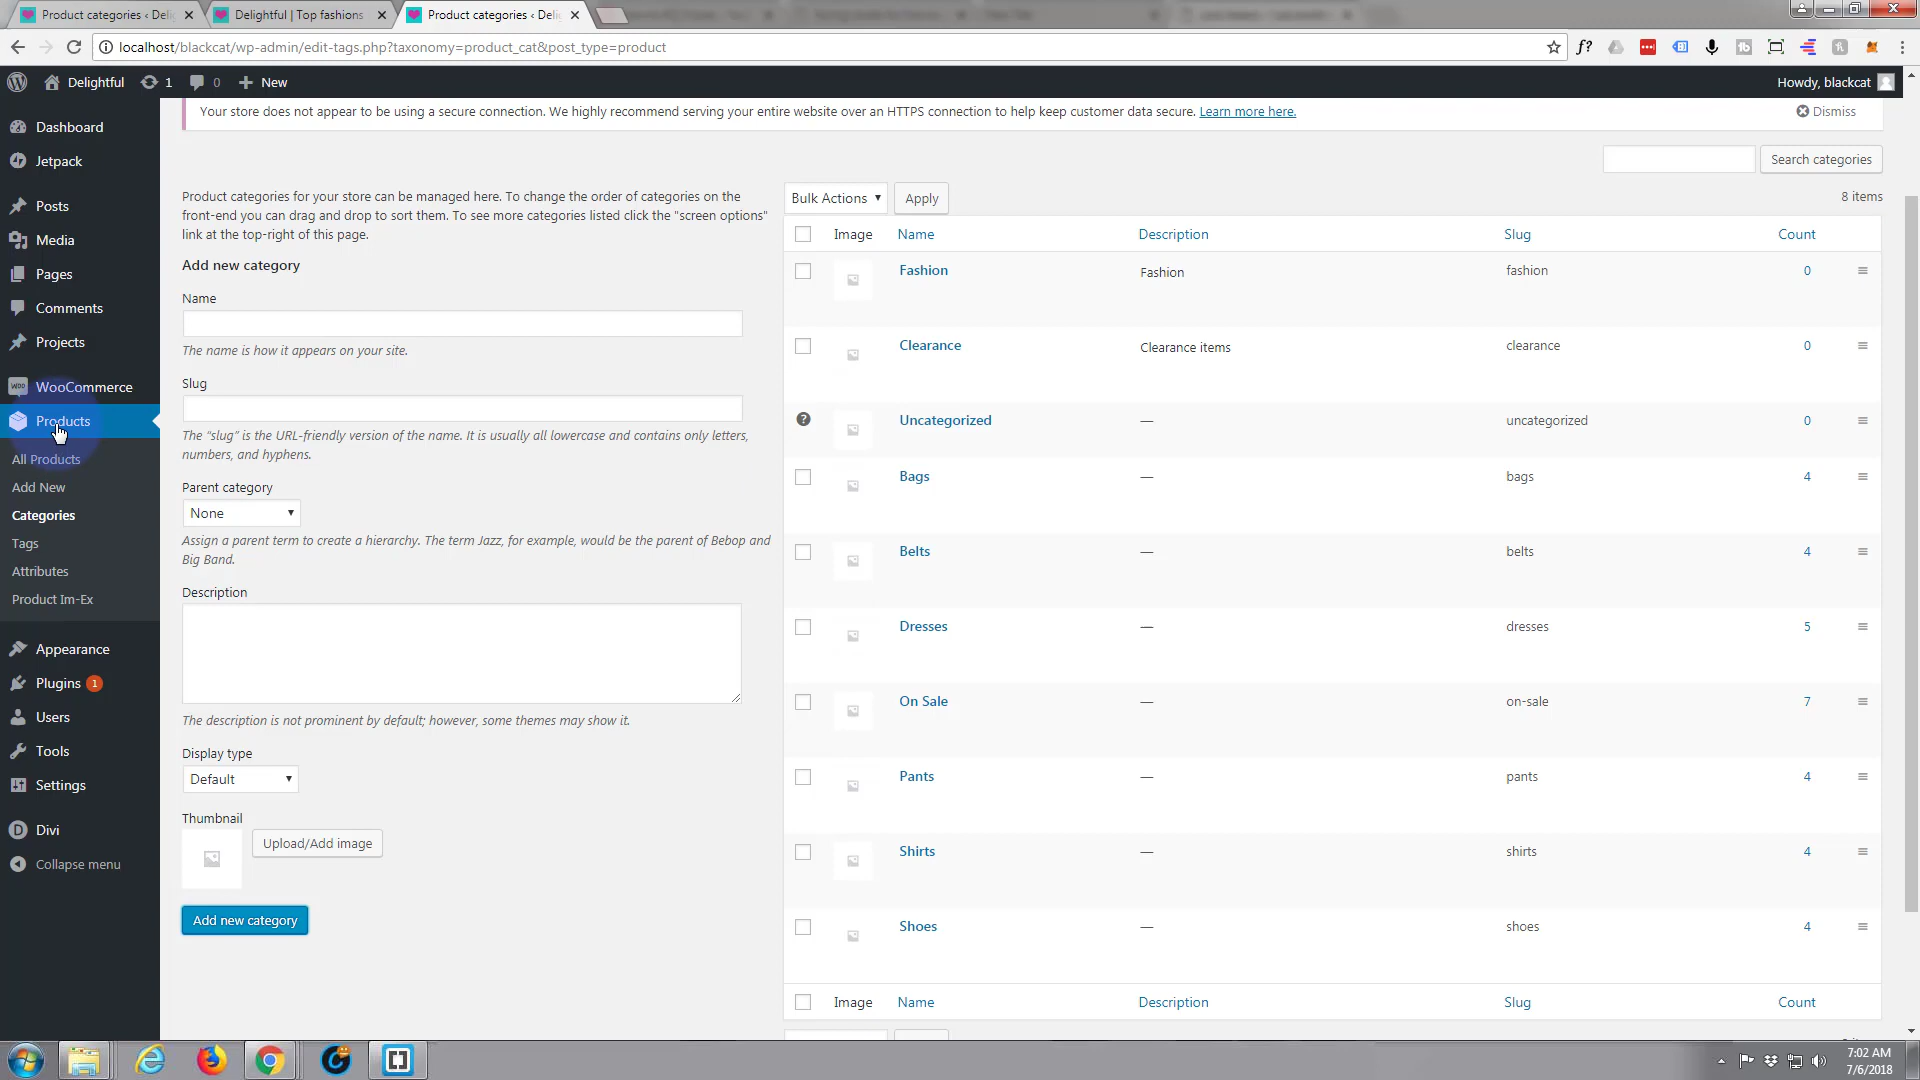 Product categories ‹ Deli
Delightful | Top fashions
Product categories ‹ Deli
localhost/blackcat/wp-admin/edit-tags.php?taxonomy=product_cat&post_type=product
Delightful 1 0 New
Howdy, blackcat
Your store does not appear to be using a secure connection. We highly recommend serving your entire website over an HTTPS connection to help keep customer data secure. Learn more here.
Dismiss
Dashboard
Jetpack
Posts
Media
Pages
Comments
Projects
WooCommerce
Products
All Products
Add New
Categories
Tags
Attributes
Product Im-Ex
Appearance
Plugins 1
Users
Tools
Settings
Divi
Collapse menu
Product categories for your store can be managed here. To change the order of categories on the
front-end you can drag and drop to sort them. To see more categories listed click the "screen options"
link at the top-right of this page.
Add new category
Name
The name is how it appears on your site.
Slug
The “slug” is the URL-friendly version of the name. It is usually all lowercase and contains only letters,
numbers, and hyphens.
Parent category
None
Assign a parent term to create a hierarchy. The term Jazz, for example, would be the parent of Bebop and
Big Band.
Description
The description is not prominent by default; however, some themes may show it.
Display type
Default
Thumbnail
Upload/Add image
Add new category
Search categories
Bulk Actions Apply
8 items
Image Name Description Slug Count
Fashion Fashion fashion 0
Clearance Clearance items clearance 0
Uncategorized — uncategorized 0
Bags — bags 4
Belts — belts 4
Dresses — dresses 5
On Sale — on-sale 7
Pants — pants 4
Shirts — shirts 4
Shoes — shoes 4
Image Name Description Slug Count
7:02 AM
7/6/2018